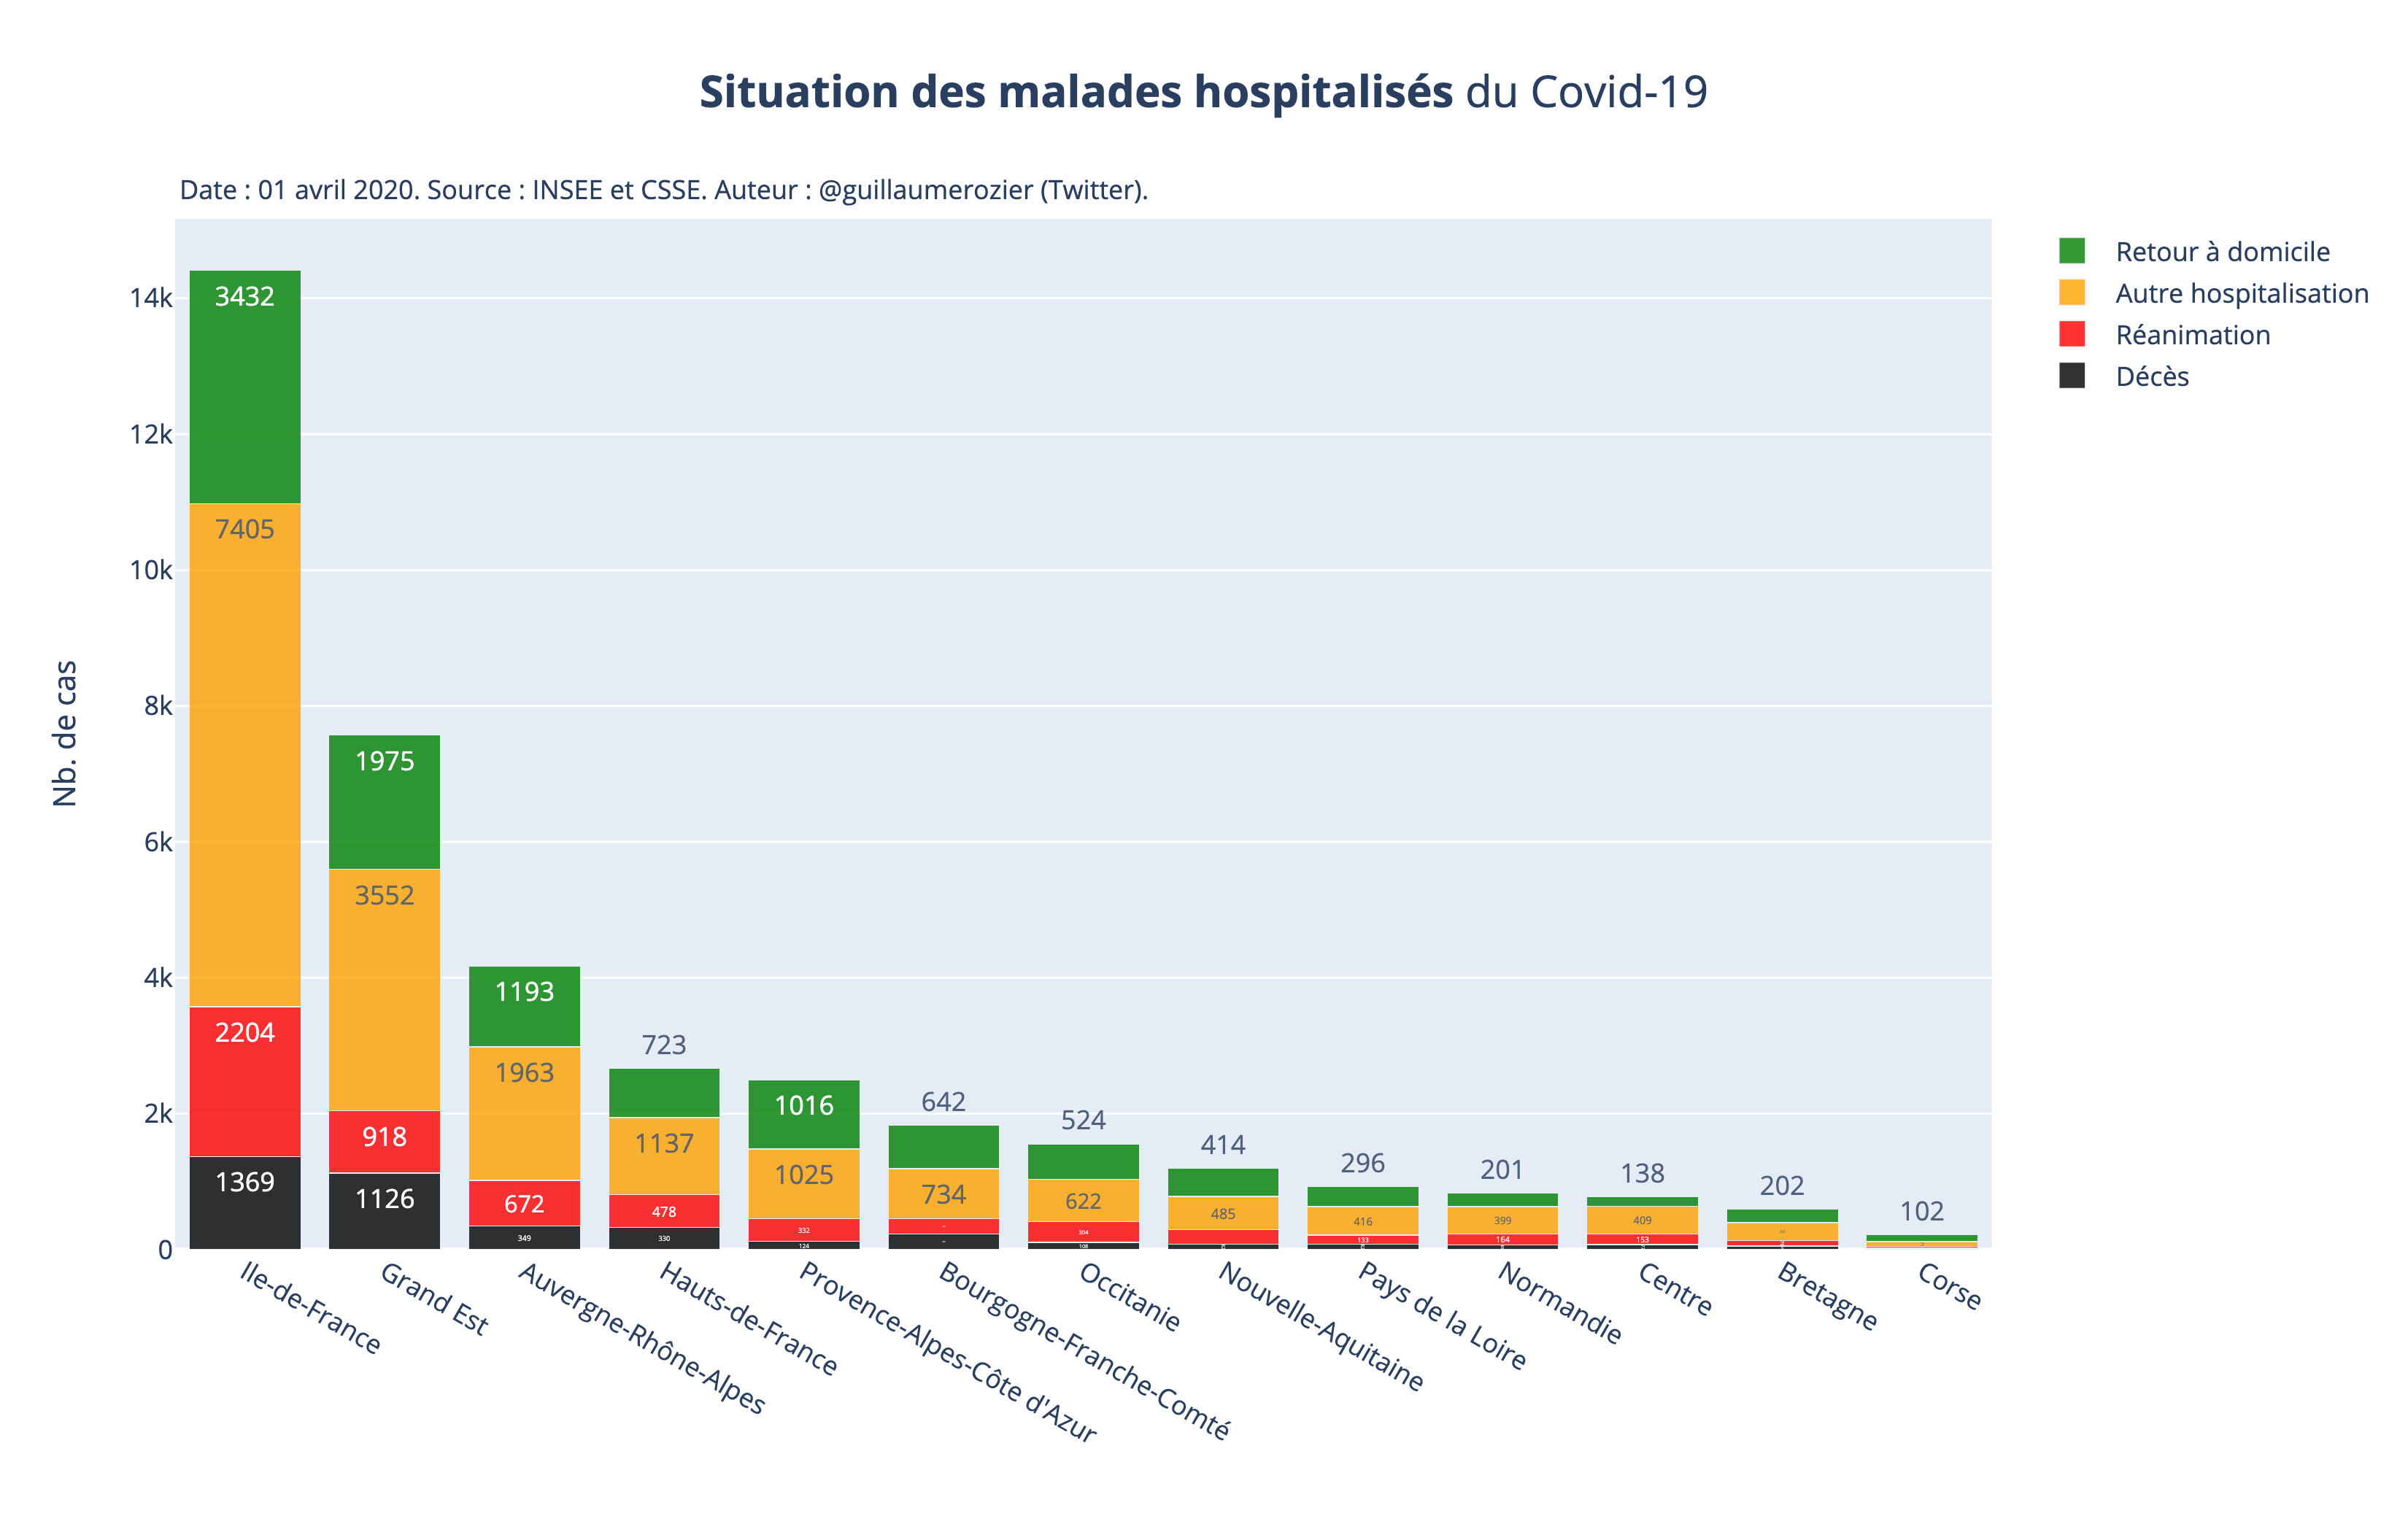 Situation des malades hospitalisés du Covid-19
Date : 01 avril 2020. Source : INSEE et CSSE. Auteur : @guillaumerozier (Twitter).
Retour à domicile
Autre hospitalisation
Réanimation
Décès
Nb. de cas
14k
12k
10k
8k
6k
4k
2k
0
3432
7405
2204
1369
1975
3552
918
1126
1193
1963
672
349
723
1137
478
330
1016
1025
332
124
642
734
524
622
304
108
414
485
296
416
133
201
399
164
138
409
153
202
102
Ile-de-France
Grand Est
Auvergne-Rhône-Alpes
Hauts-de-France
Provence-Alpes-Côte d'Azur
Bourgogne-Franche-Comté
Occitanie
Nouvelle-Aquitaine
Pays de la Loire
Normandie
Centre
Bretagne
Corse